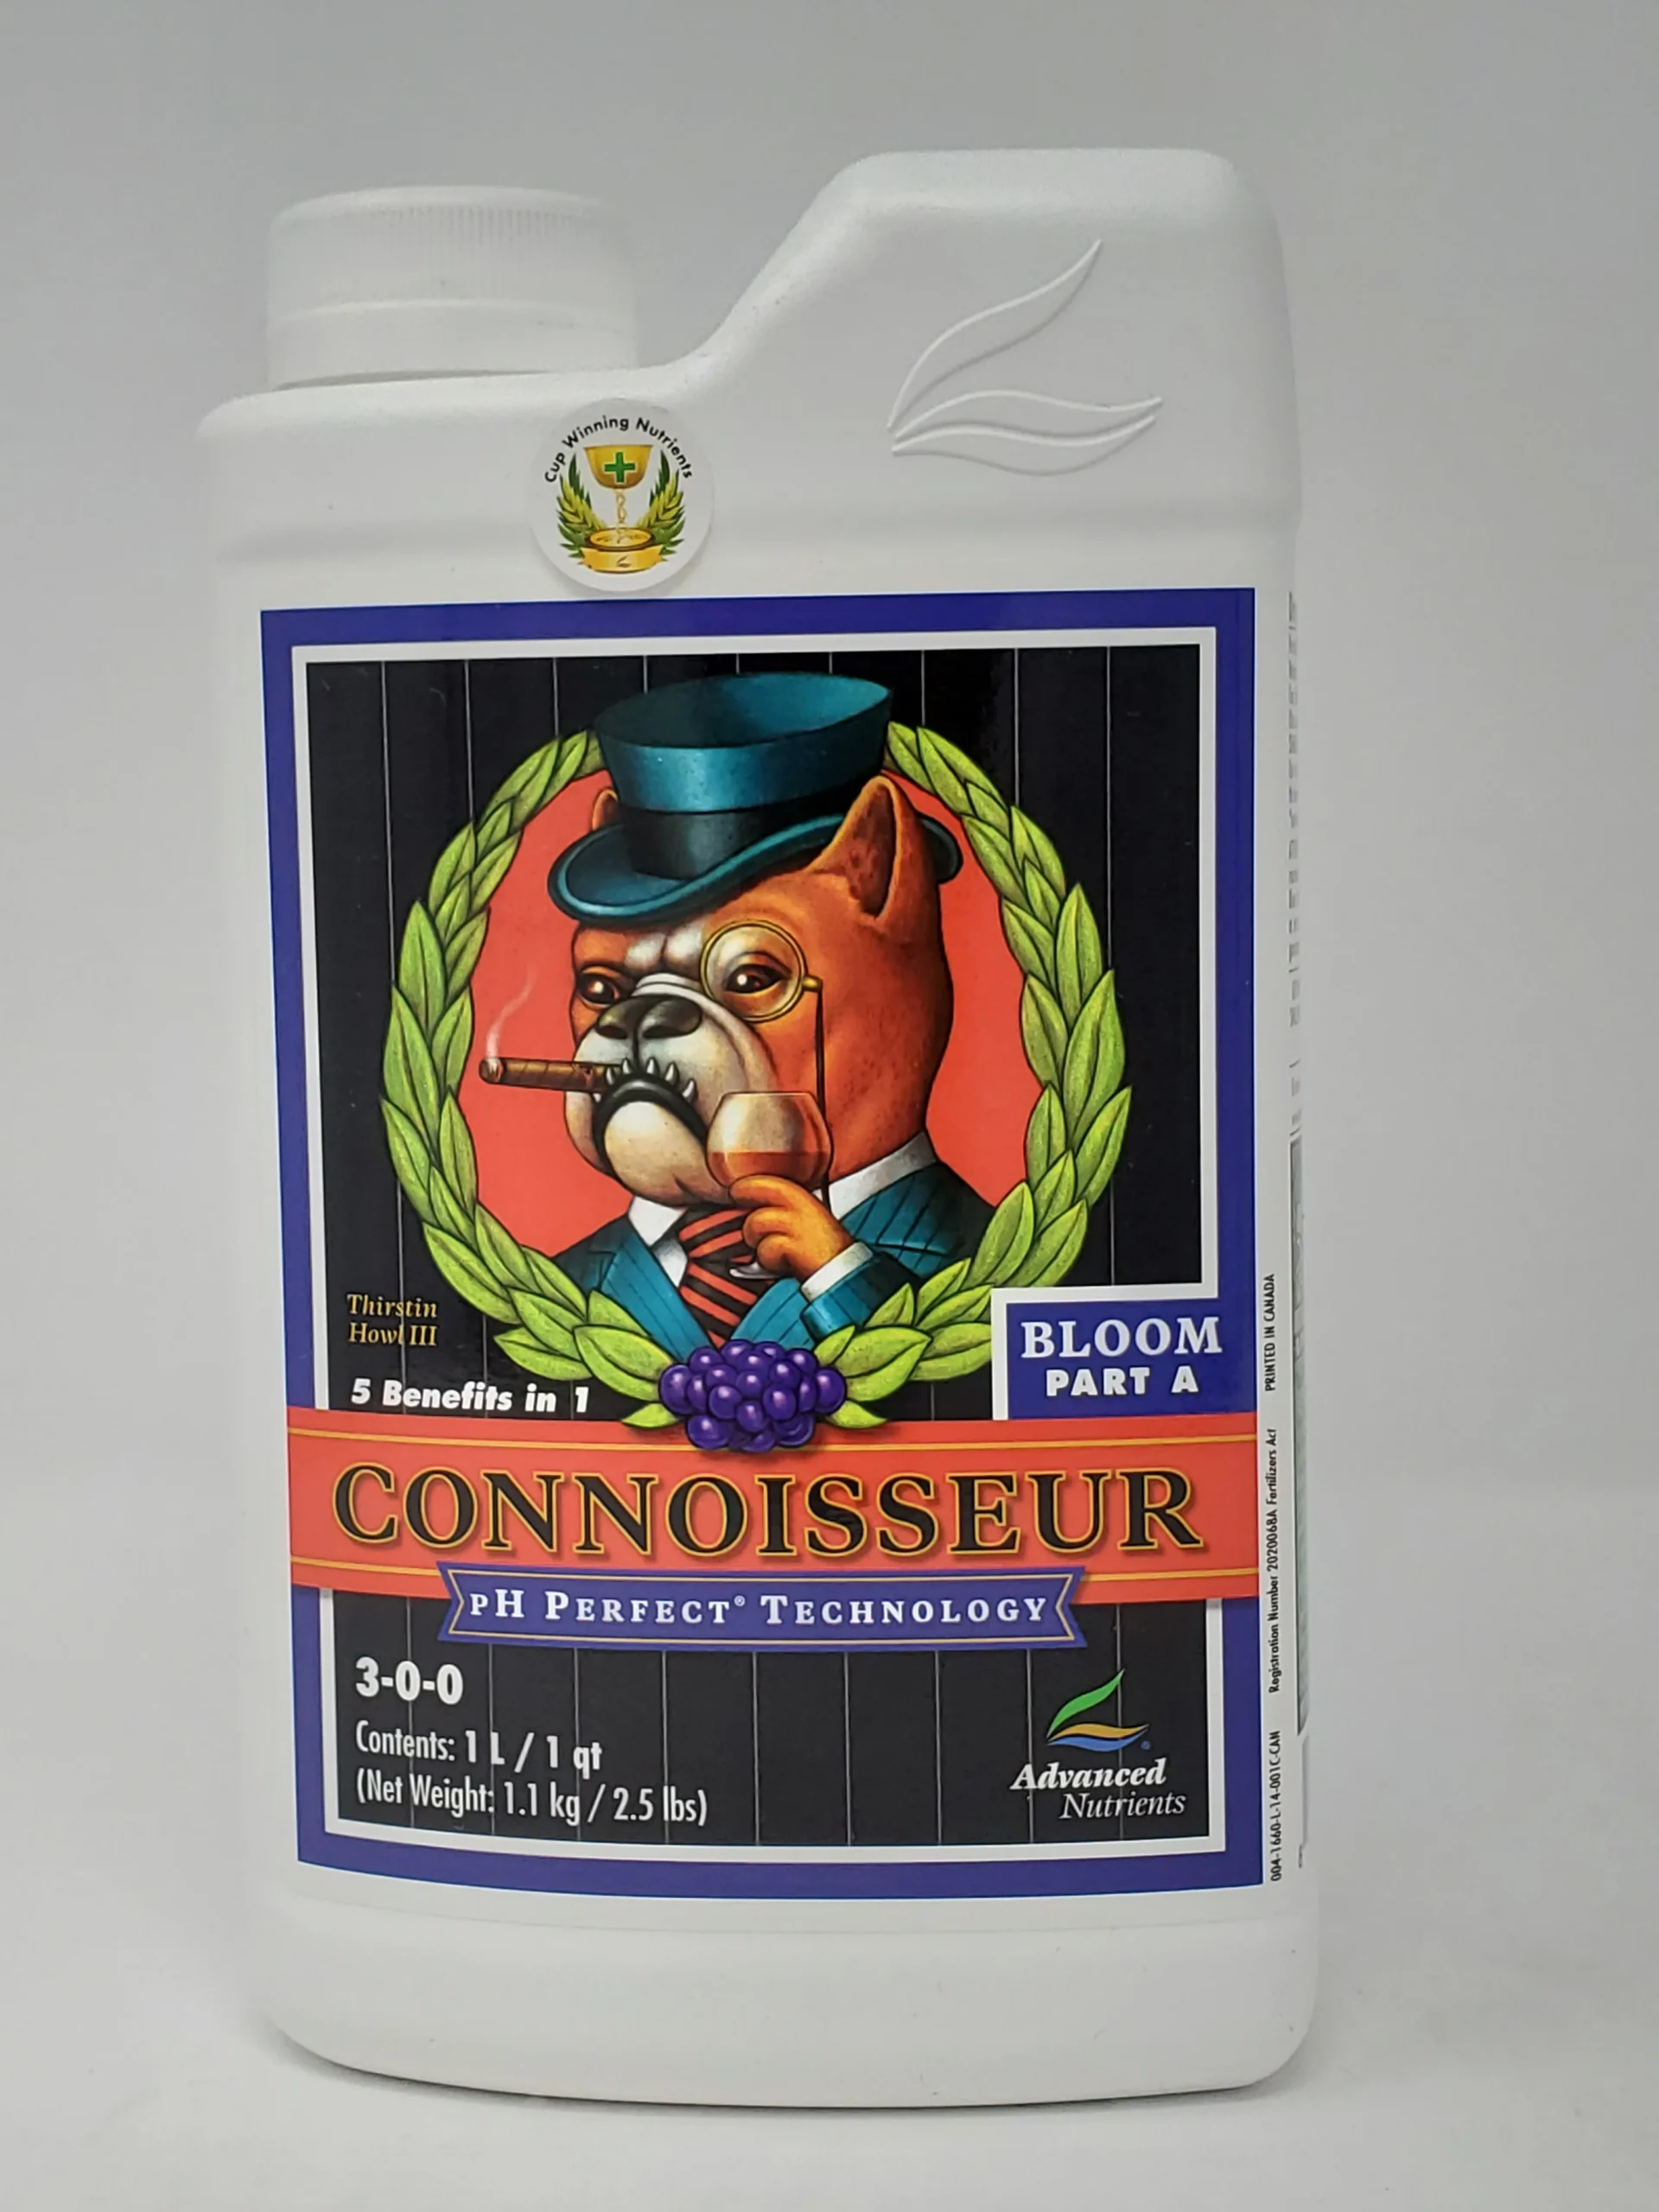 Cup Winning Nutrients
Thirstin
Howl III
5 Benefits in 1
BLOOM
PART A
CONNOISSEUR
pH PERFECT® TECHNOLOGY
3-0-0
Contents: 1 L / 1 qt
(Net Weight: 1.1 kg / 2.5 lbs)
Advanced
Nutrients
004-1660-L-14-001C-CAN Registration Number 2020068A Fertilizers Act PRINTED IN CANADA